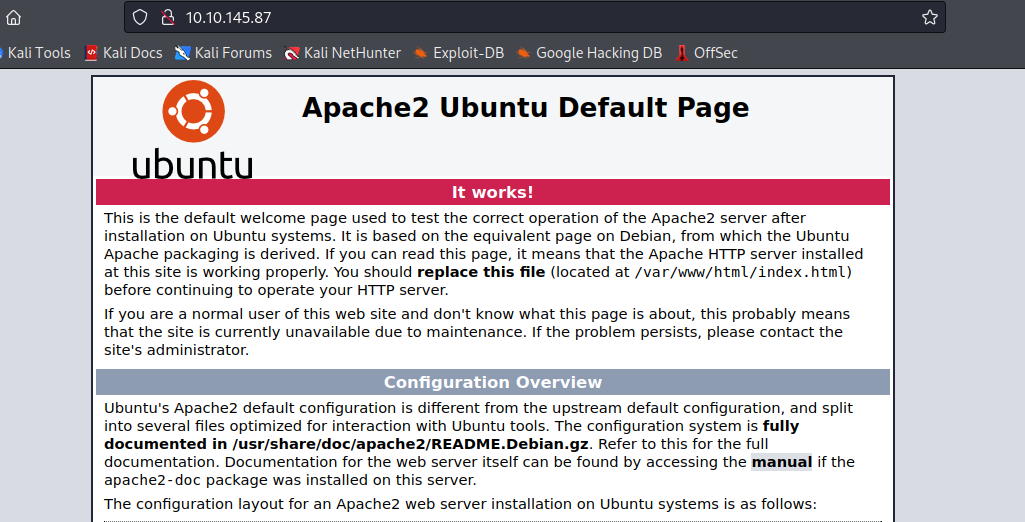 10.10.145.87
Kali Tools Kali Docs Kali Forums Kali NetHunter Exploit-DB Google Hacking DB OffSec
ubuntu
Apache2 Ubuntu Default Page
It works!
This is the default welcome page used to test the correct operation of the Apache2 server after
installation on Ubuntu systems. It is based on the equivalent page on Debian, from which the Ubuntu
Apache packaging is derived. If you can read this page, it means that the Apache HTTP server installed
at this site is working properly. You should replace this file (located at /var/www/html/index.html)
before continuing to operate your HTTP server.
If you are a normal user of this web site and don't know what this page is about, this probably means
that the site is currently unavailable due to maintenance. If the problem persists, please contact the
site's administrator.
Configuration Overview
Ubuntu's Apache2 default configuration is different from the upstream default configuration, and split
into several files optimized for interaction with Ubuntu tools. The configuration system is fully
documented in /usr/share/doc/apache2/README.Debian.gz. Refer to this for the full
documentation. Documentation for the web server itself can be found by accessing the manual if the
apache2-doc package was installed on this server.
The configuration layout for an Apache2 web server installation on Ubuntu systems is as follows: